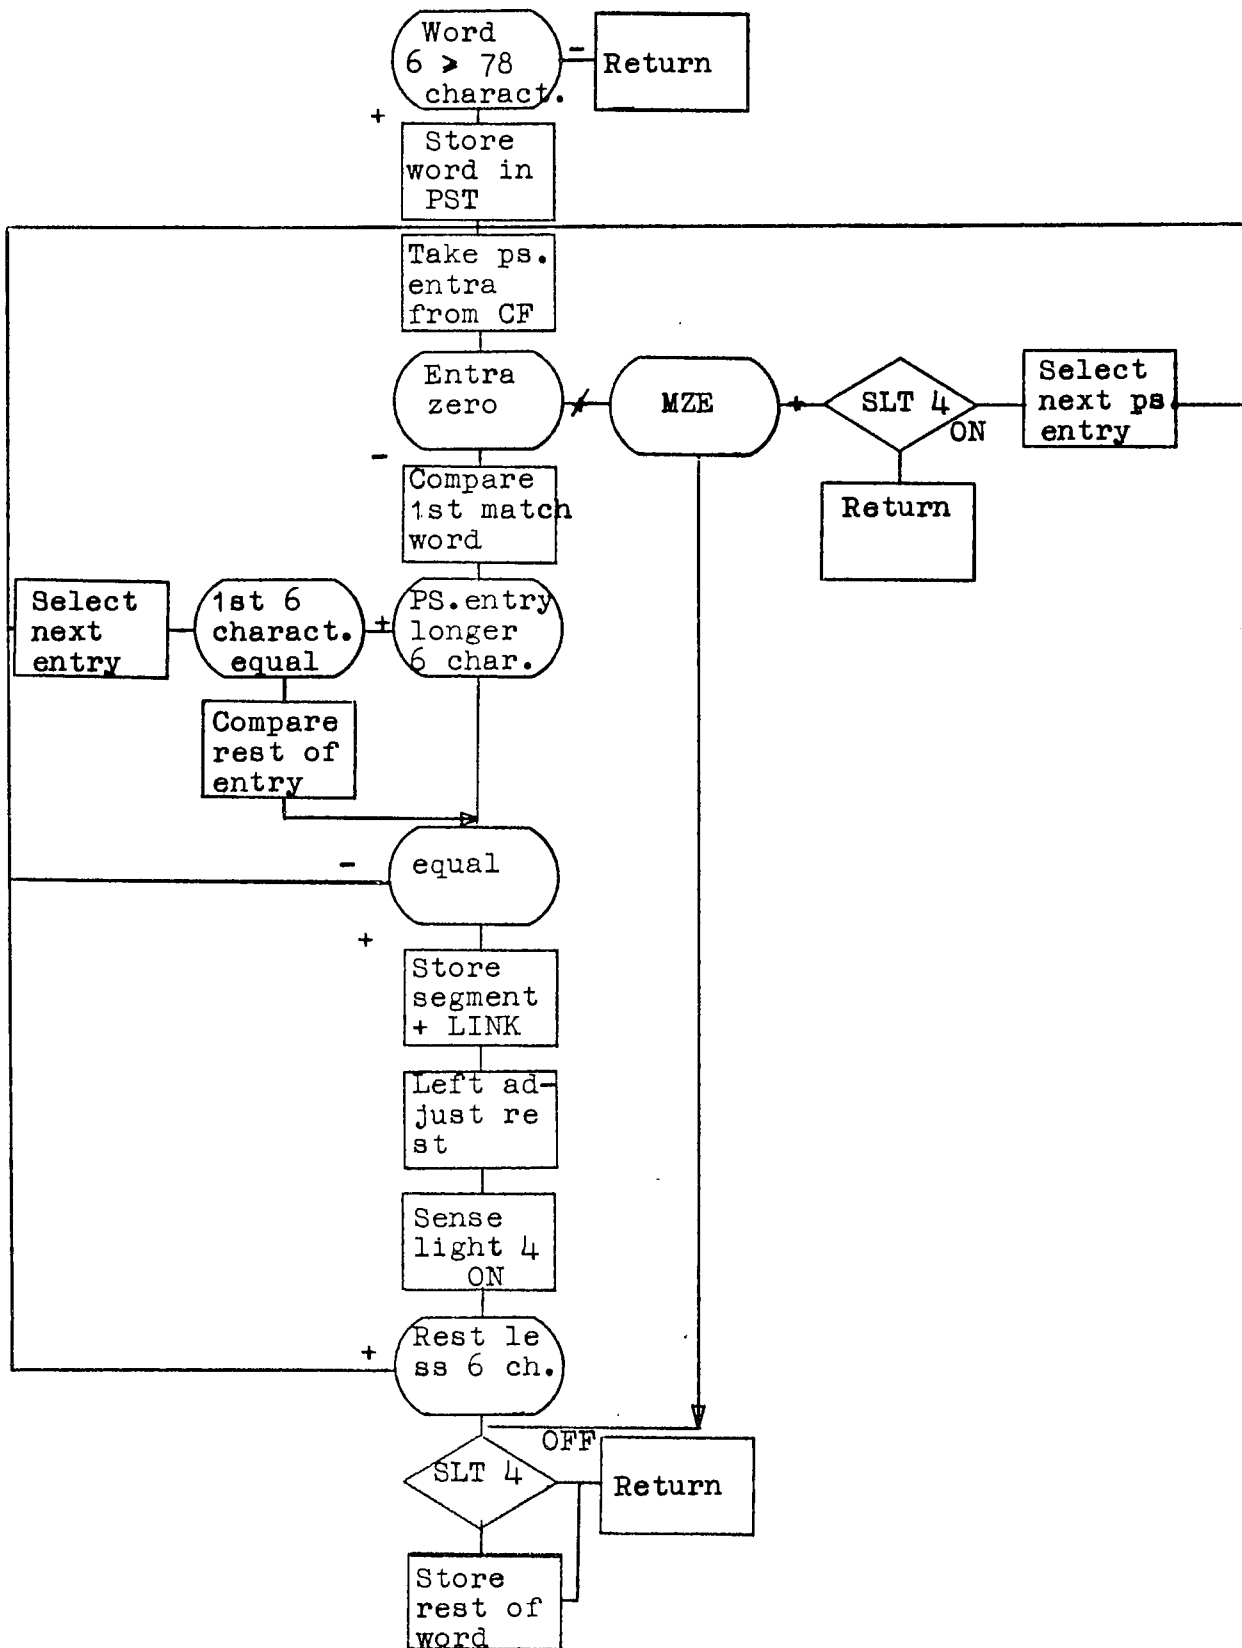 Word
6 > 78
charact.
-
Return
+
Store
word in
PST
Take ps.
entra
from CF
Entra
zero
≠
MZE
+
SLT 4
ON
Select
next ps.
entry
Return
-
Compare
1st match
word
PS.entry
longer
6 char.
+
1st 6
charact.
equal
Select
next
entry
Compare
rest of
entry
equal
-
+
Store
segment
+ LINK
Left ad-
just re
st
Sense
light 4
ON
Rest le
ss 6 ch.
+
OFF
SLT 4
Return
Store
rest of
word